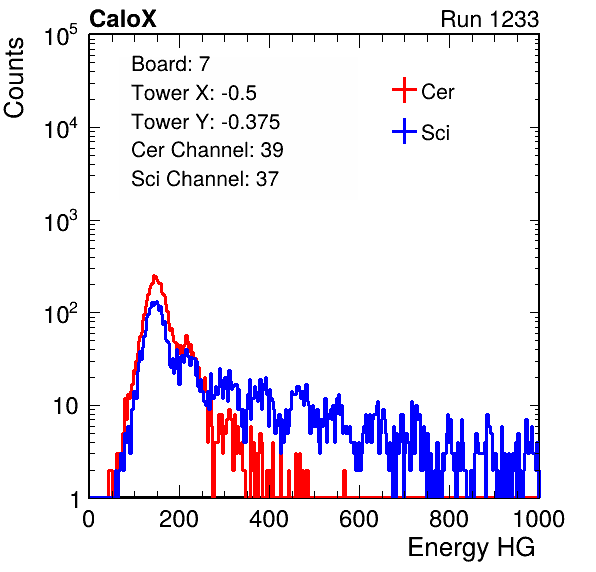 CaloX Run 1233
Counts
10^5
Board: 7
Tower X: -0.5
Tower Y: -0.375
Cer Channel: 39
Sci Channel: 37
Cer
Sci
10^4
10^3
10^2
10
1
0 200 400 600 800 1000
Energy HG